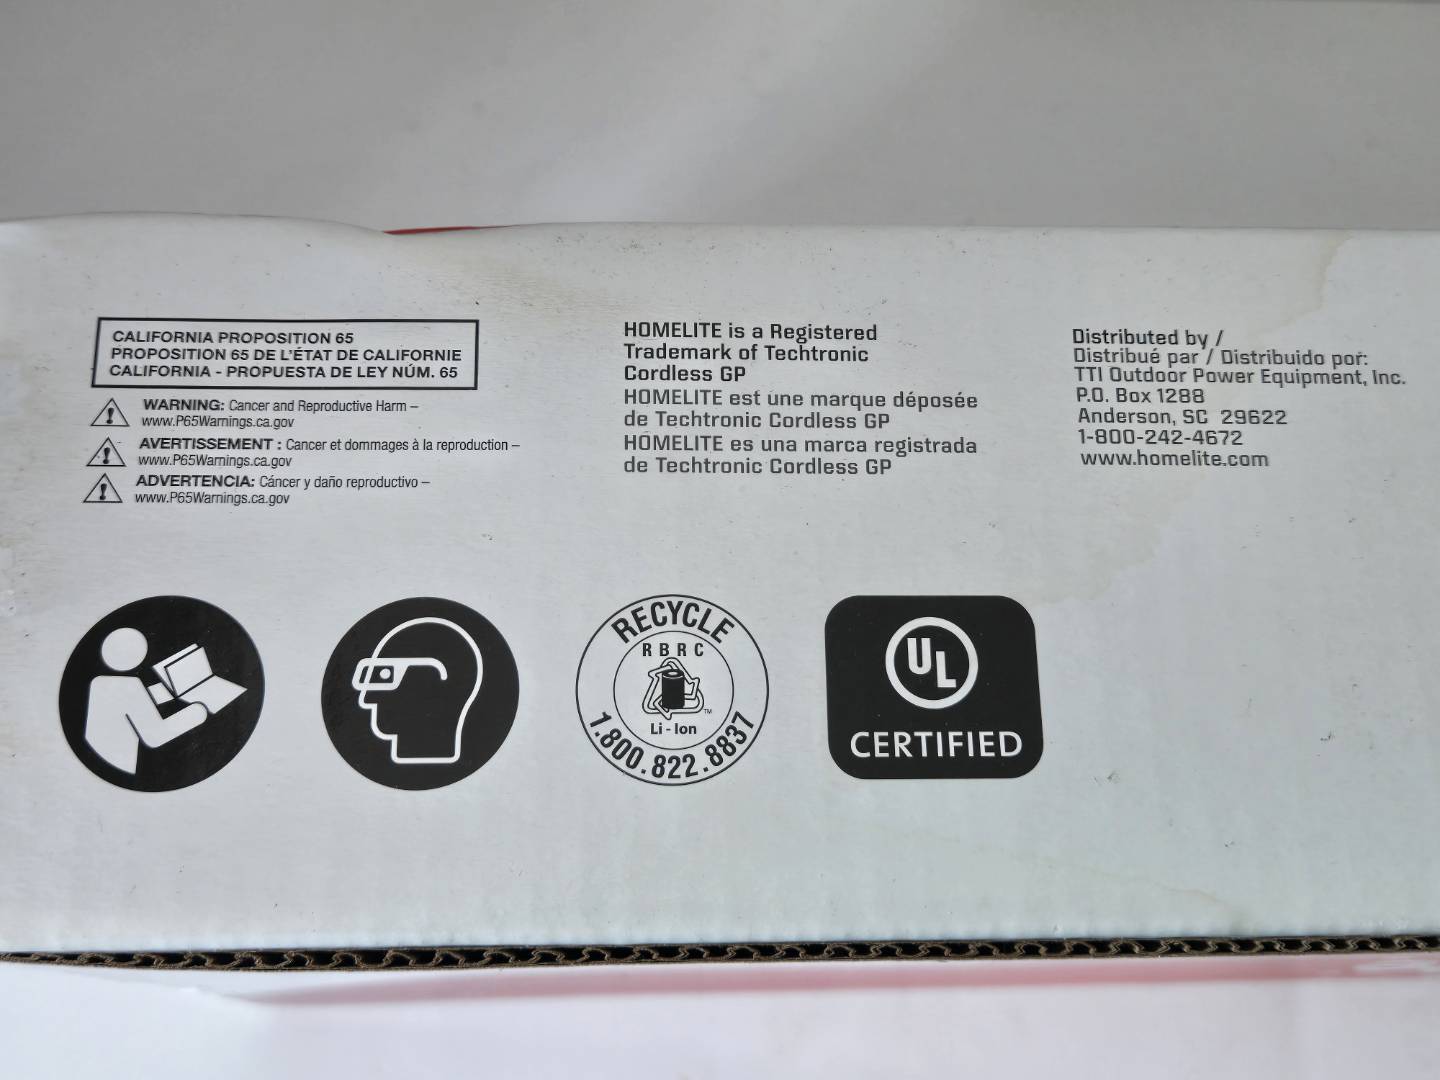 CALIFORNIA PROPOSITION 65
PROPOSITION 65 DE L'ÉTAT DE CALIFORNIE
CALIFORNIA - PROPUESTA DE LEY NÚM. 65
WARNING: Cancer and Reproductive Harm –
www.P65Warnings.ca.gov
AVERTISSEMENT : Cancer et dommages à la reproduction –
www.P65Warnings.ca.gov
ADVERTENCIA: Cáncer y daño reproductivo –
www.P65Warnings.ca.gov
HOMELITE is a Registered
Trademark of Techtronic
Cordless GP
HOMELITE est une marque déposée
de Techtronic Cordless GP
HOMELITE es una marca registrada
de Techtronic Cordless GP
Distributed by /
Distribué par / Distribuido por:
TTI Outdoor Power Equipment, Inc.
P.O. Box 1288
Anderson, SC 29622
1-800-242-4672
www.homelite.com
RECYCLE
RBRC
TM
Li-Ion
1.800.822.8837
UL
CERTIFIED